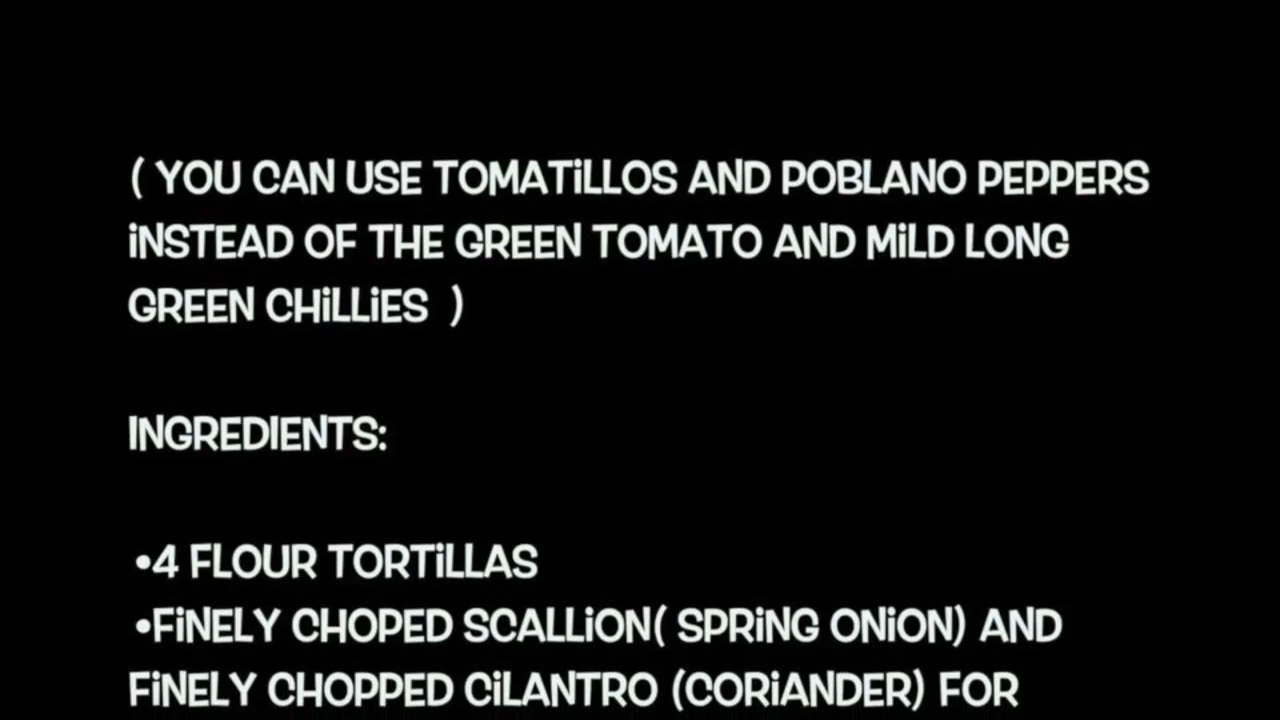 ( YOU CAN USE TOMATiLLOS AND POBLANO PEPPERS
iNSTEAD OF THE GREEN TOMATO AND MiLD LONG
GREEN CHiLLiES )
INGREDIENTS:
•4 FLOUR TORTiLLAS
•FiNELY CHOPED SCALLiON( SPRiNG ONiON) AND
FiNELY CHOPPED CiLANTRO (CORiANDER) FOR